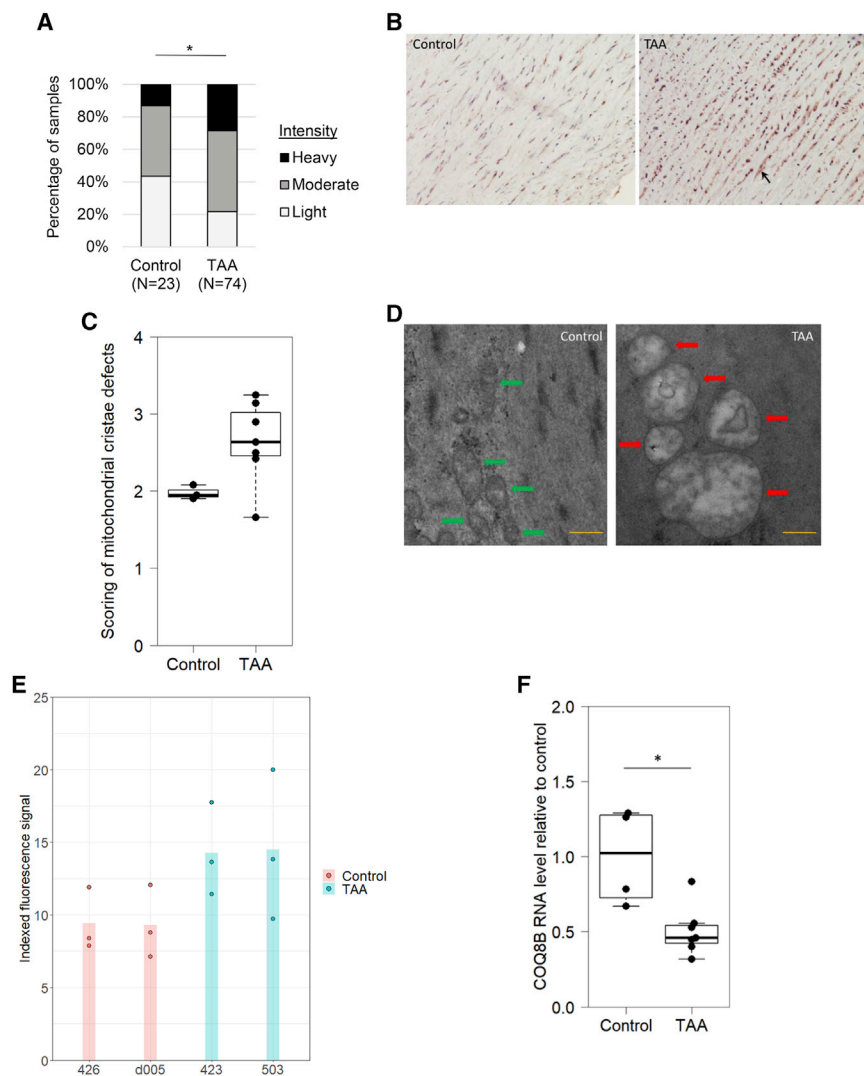 A
*
Percentage of samples
100%
80%
60%
40%
20%
0%
Control
(N=23)
TAA
(N=74)
Intensity
Heavy
Moderate
Light
B
Control
TAA
C
Scoring of mitochondrial cristae defects
4
3
2
1
0
Control
TAA
D
Control
TAA
E
Indexed fluorescence signal
25
20
15
10
5
0
426
d005
423
503
Control
TAA
F
*
COQ8B RNA level relative to control
2.0
1.5
1.0
0.5
0.0
Control
TAA